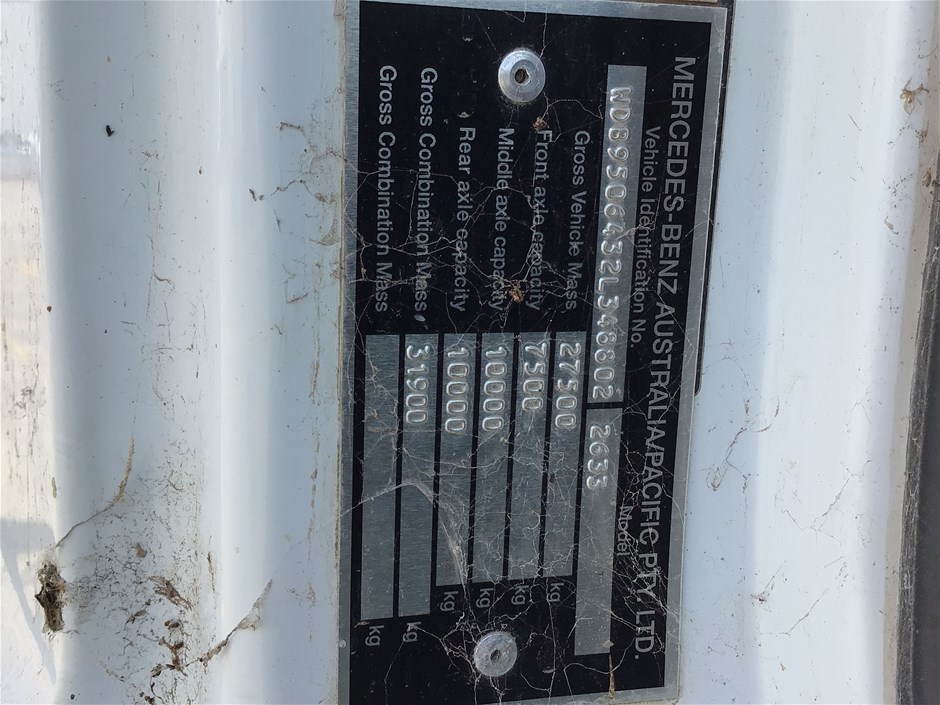 MERCEDES-BENZ AUSTRALIA/PACIFIC PTY. LTD.
Vehicle Identification No. Model
WDB9506432L346602 2633
Gross Vehicle Mass 27500 kg
Front axle capacity 7500 kg
Middle axle capacity 10000 kg
Rear axle capacity 10000 kg
Gross Combination Mass 31900 kg
Gross Combination Mass kg